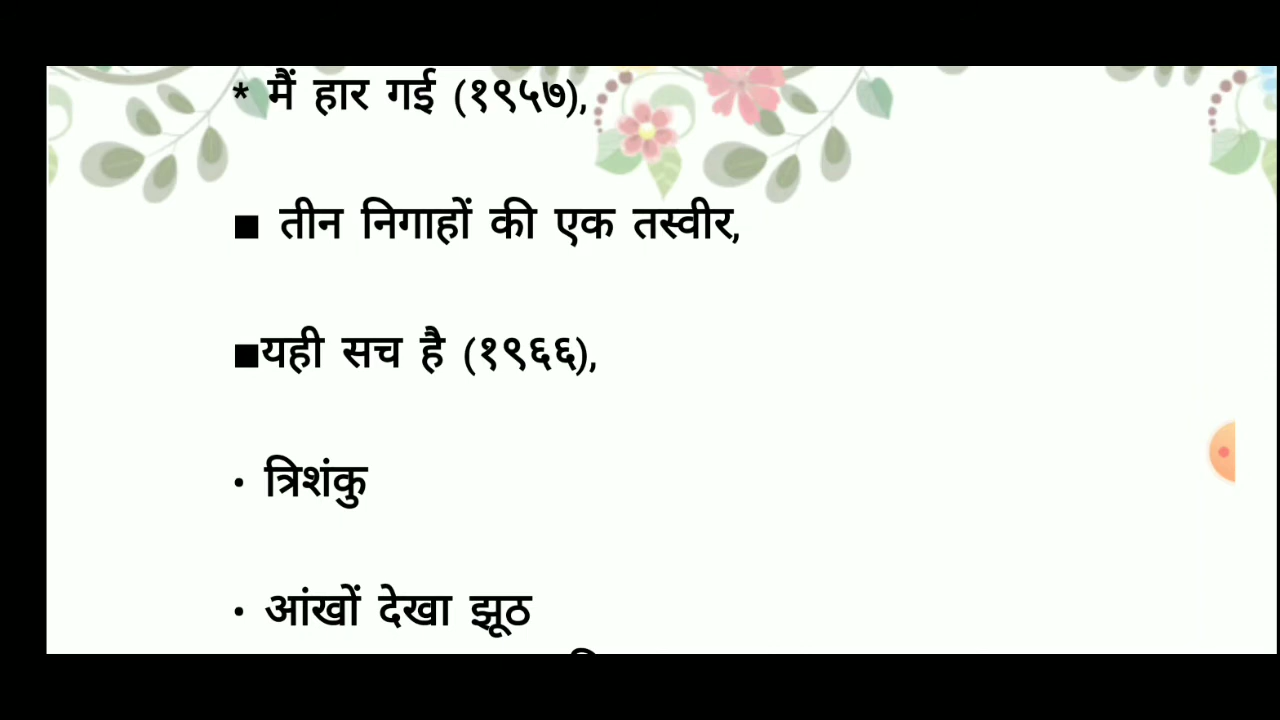 * मैं हार गई (१९५७),
■ तीन निगाहों की एक तस्वीर,
■यही सच है (१९६६),
• त्रिशंकु
• आंखों देखा झूठ